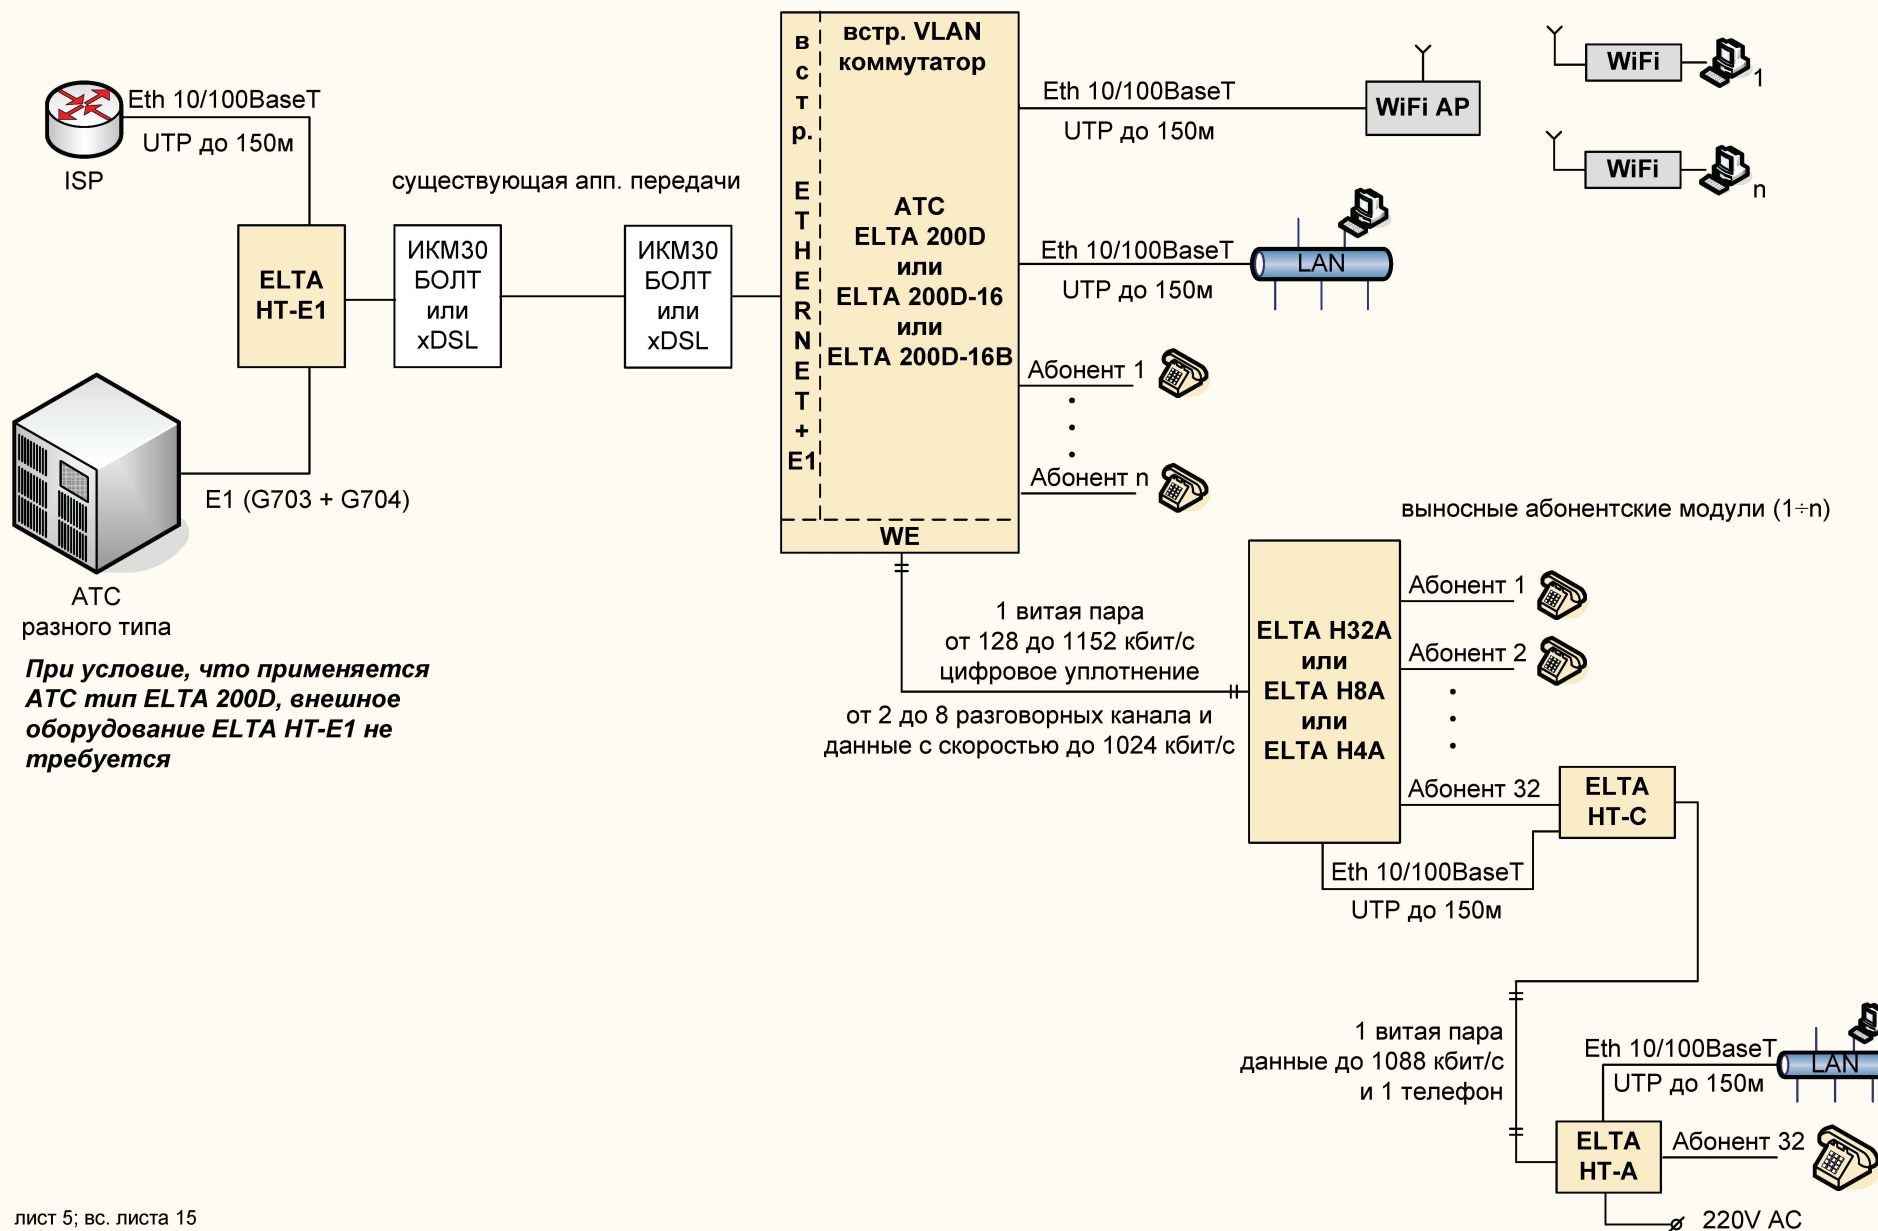 Eth 10/100BaseT
UTP до 150м
ISP
существующая апп. передачи
ELTA
HT-E1
ИКМ30
БОЛТ
или
xDSL
ИКМ30
БОЛТ
или
xDSL
E1 (G703 + G704)
АТС
разного типа
При условие, что применяется
АТС тип ELTA 200D, внешное
оборудование ELTA HT-E1 не
требуется
встр. ETHERNET + E1
встр. VLAN
коммутатор
АТС
ELTA 200D
или
ELTA 200D-16
или
ELTA 200D-16B
WE
Eth 10/100BaseT
UTP до 150м
WiFi AP
WiFi
1
WiFi
n
Eth 10/100BaseT
UTP до 150м
LAN
Абонент 1
Абонент n
выносные абонентские модули (1÷n)
1 витая пара
от 128 до 1152 кбит/с
цифровое уплотнение
от 2 до 8 разговорных канала и
данные с скоростью до 1024 кбит/с
ELTA H32A
или
ELTA H8A
или
ELTA H4A
Абонент 1
Абонент 2
Абонент 32
ELTA
HT-C
Eth 10/100BaseT
UTP до 150м
1 витая пара
данные до 1088 кбит/с
и 1 телефон
Eth 10/100BaseT
UTP до 150м
LAN
ELTA
HT-A
Абонент 32
220V AC
лист 5; вс. листа 15